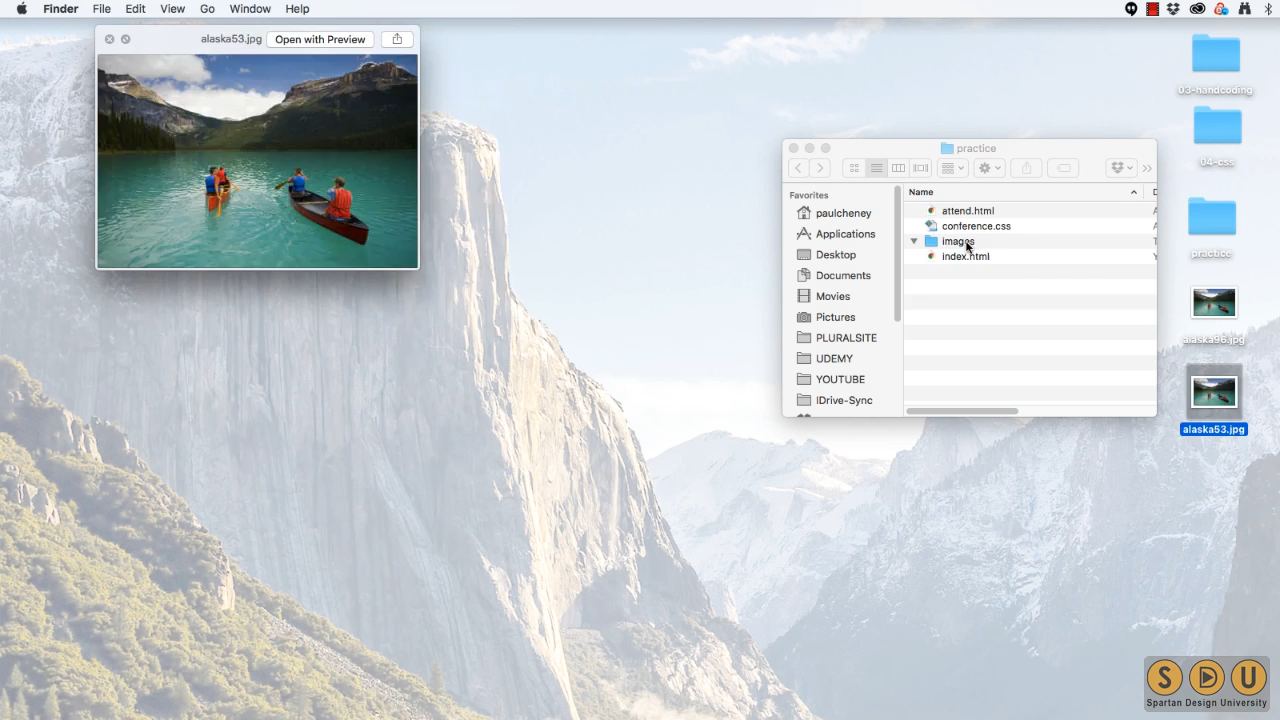 Finder File Edit View Go Window Help
alaska53.jpg Open with Preview
03-handcoding
04-css
practice
alaska96.jpg
alaska53.jpg
practice
Favorites
paulcheney
Applications
Desktop
Documents
Movies
Pictures
PLURALSITE
UDEMY
YOUTUBE
IDrive-Sync
Name
attend.html
conference.css
images
index.html
S D U
Spartan Design University